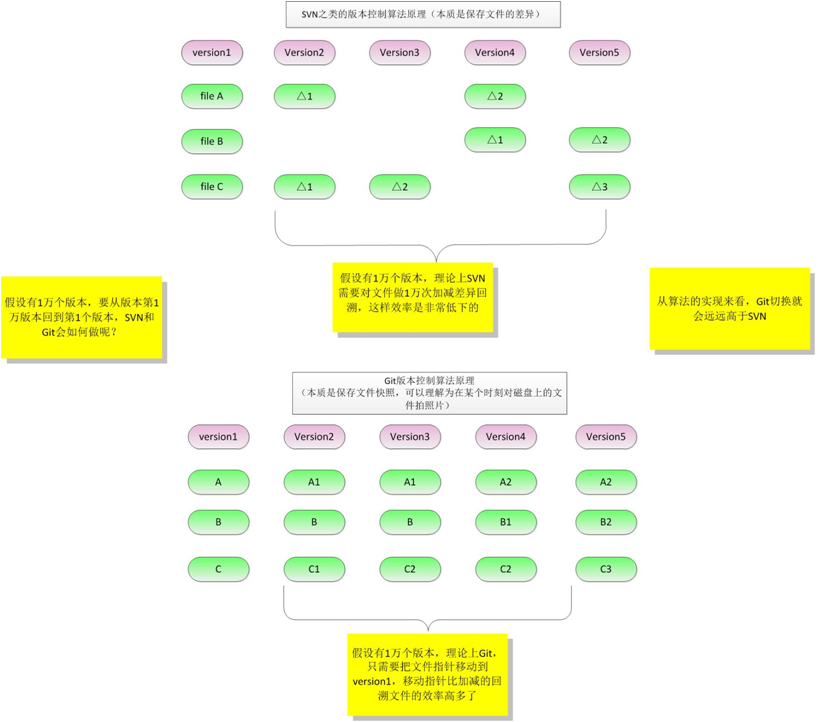 SVN之类的版本控制算法原理（本质是保存文件的差异）
version1 Version2 Version3 Version4 Version5
file A △1 △2
file B △1 △2
file C △1 △2 △3
假设有1万个版本，要从版本第1
万版本回到第1个版本，SVN和
Git会如何做呢？
假设有1万个版本，理论上SVN
需要对文件做1万次加减差异回
溯，这样效率是非常低下的
从算法的实现来看，Git切换就
会远远高于SVN
Git版本控制算法原理
（本质是保存文件快照，可以理解为在某个时刻对磁盘上的文
件拍照片）
version1 Version2 Version3 Version4 Version5
A A1 A1 A2 A2
B B B B1 B2
C C1 C2 C2 C3
假设有1万个版本，理论上Git，
只需要把文件指针移动到
version1，移动指针比加减的回
溯文件的效率高多了